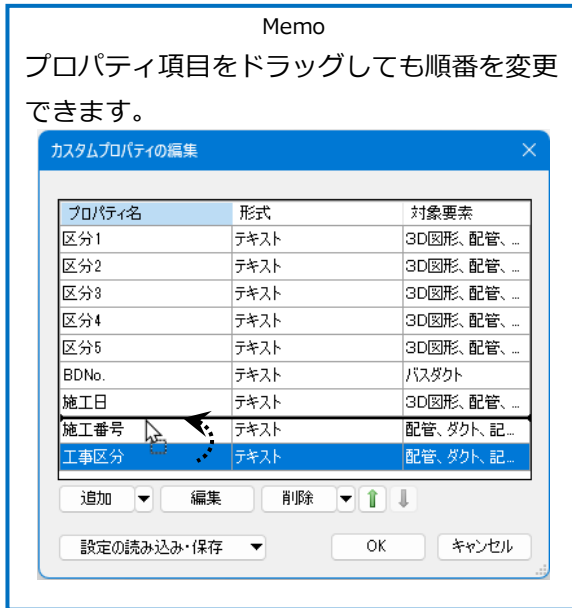 Memo
プロパティ項目をドラッグしても順番を変更
できます。
カスタムプロパティの編集
プロパティ名 形式 対象要素
区分1 テキスト 3D図形、配管、...
区分2 テキスト 3D図形、配管、...
区分3 テキスト 3D図形、配管、...
区分4 テキスト 3D図形、配管、...
区分5 テキスト 3D図形、配管、...
BDNo. テキスト バスダクト
施工日 テキスト 3D図形、配管、...
施工番号 テキスト 配管、ダクト、記...
工事区分 テキスト 配管、ダクト、記...
追加 編集 削除
設定の読み込み・保存 OK キャンセル